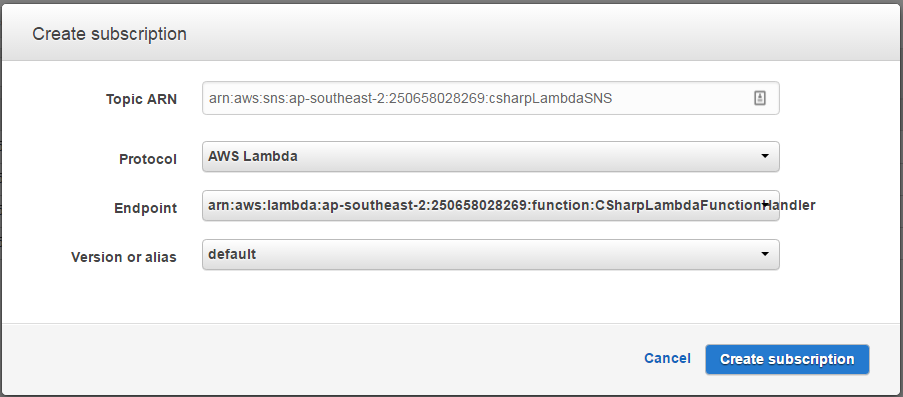 Create subscription
Topic ARN arn:aws:sns:ap-southeast-2:250658028269:csharpLambdaSNS
Protocol AWS Lambda
Endpoint arn:aws:lambda:ap-southeast-2:250658028269:function:CSharpLambdaFunctionHandler
Version or alias default
Cancel Create subscription